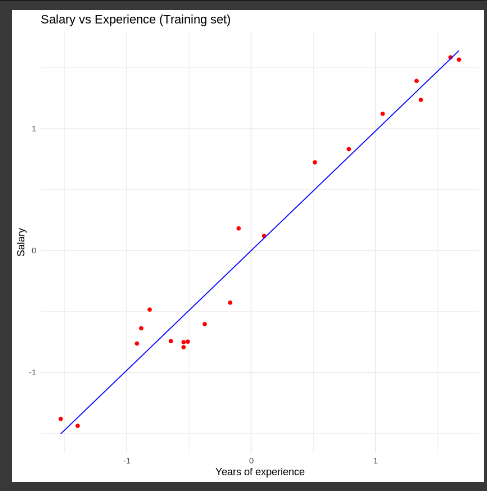 Salary vs Experience (Training set)
Salary
1
0
-1
-1
0
1
Years of experience